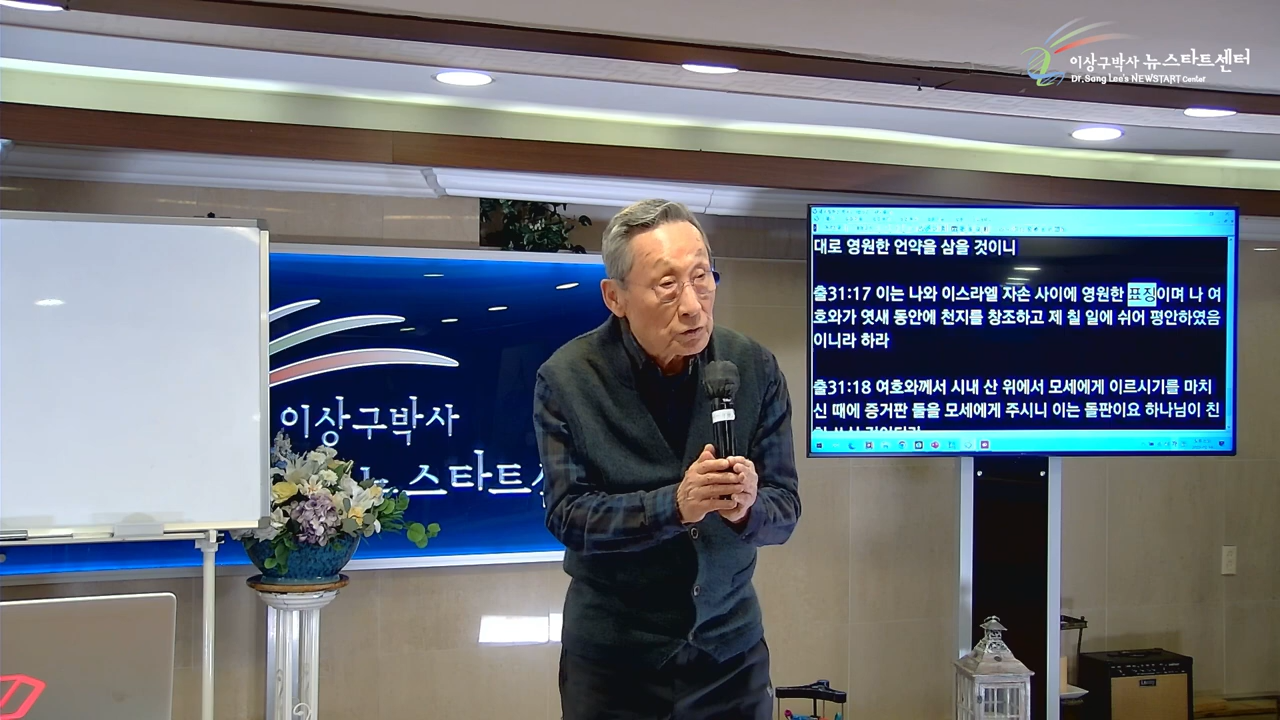 이상구박사 뉴스타트센터
Dr. Sang Lee's NEWSTART Center
대로 영원한 언약을 삼을 것이니
출31:17 이는 나와 이스라엘 자손 사이에 영원한 표징이며 나 여
호와가 엿새 동안에 천지를 창조하고 제 칠 일에 쉬어 평안하였음
이니라 하라
출31:18 여호와께서 시내 산 위에서 모세에게 이르시기를 마치
신 때에 증거판 둘을 모세에게 주시니 이는 돌판이요 하나님이 친
이상구박사
스타트